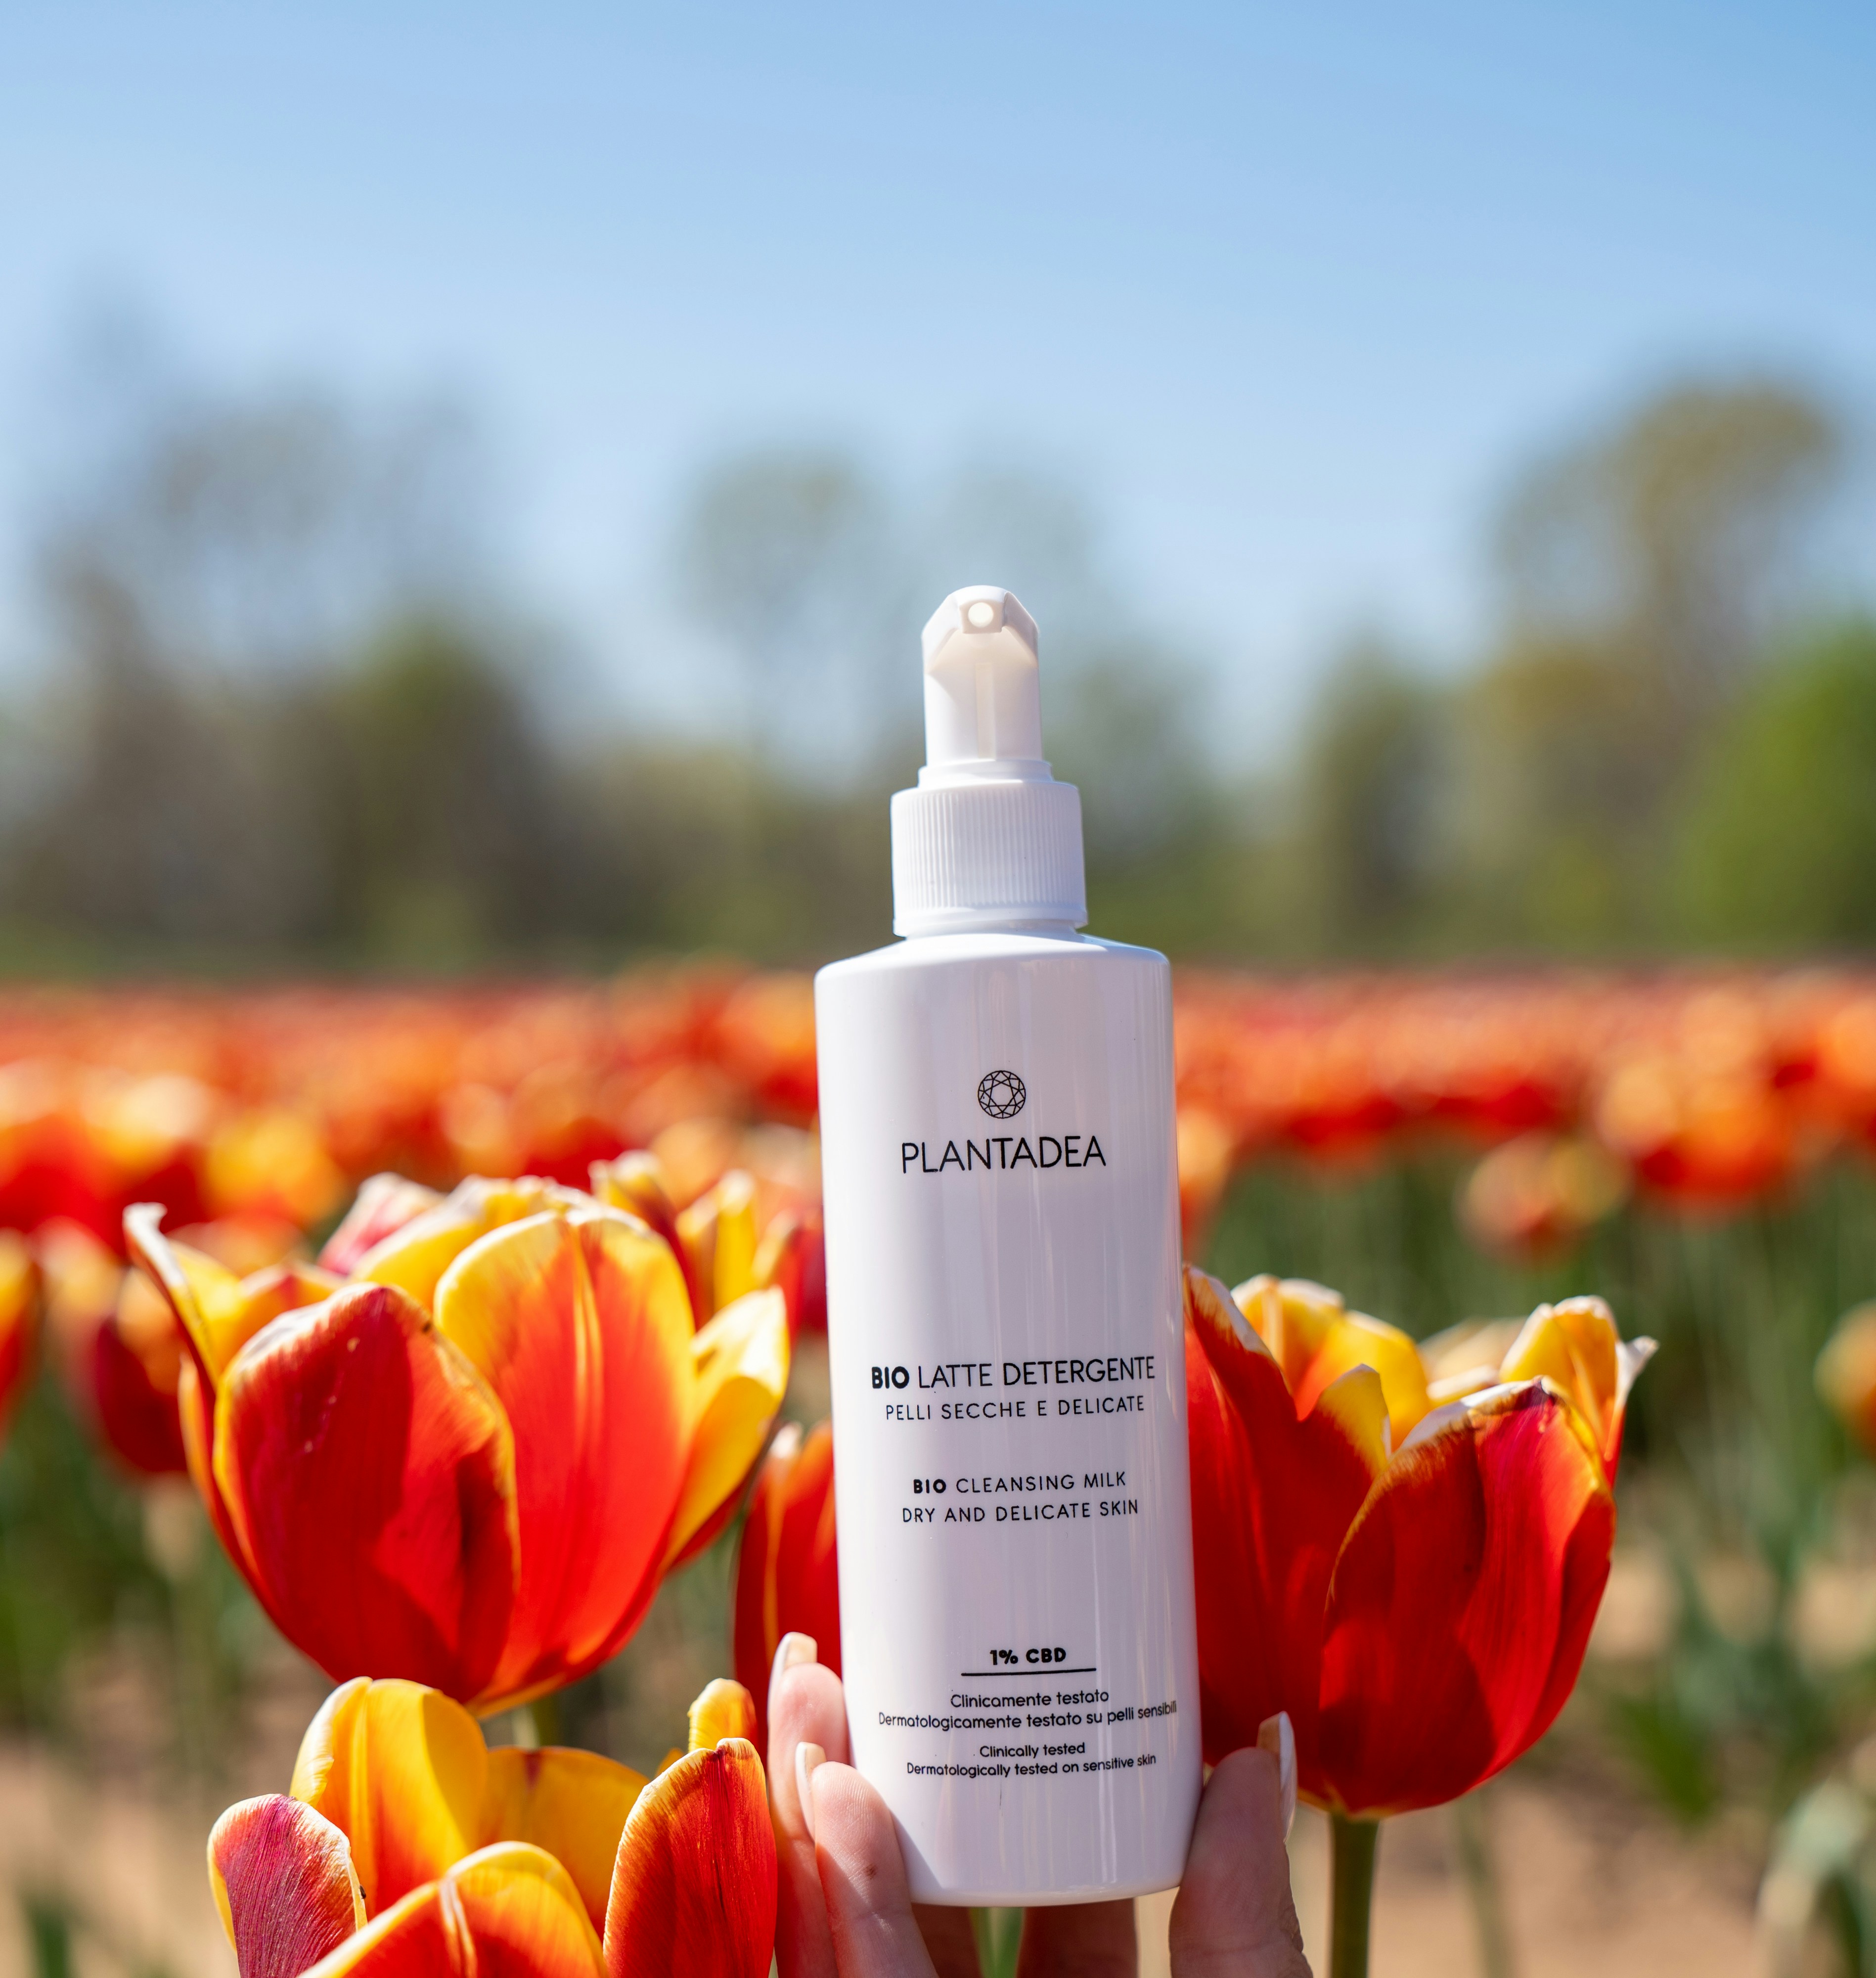 PLANTADEA
BIO LATTE DETERGENTE
PELLI SECCHE E DELICATE
BIO CLEANSING MILK
DRY AND DELICATE SKIN
1% CBD
Clinicamente testato
Dermatologicamente testato su pelli sensibili
Clinically tested
Dermatologically tested on sensitive skin